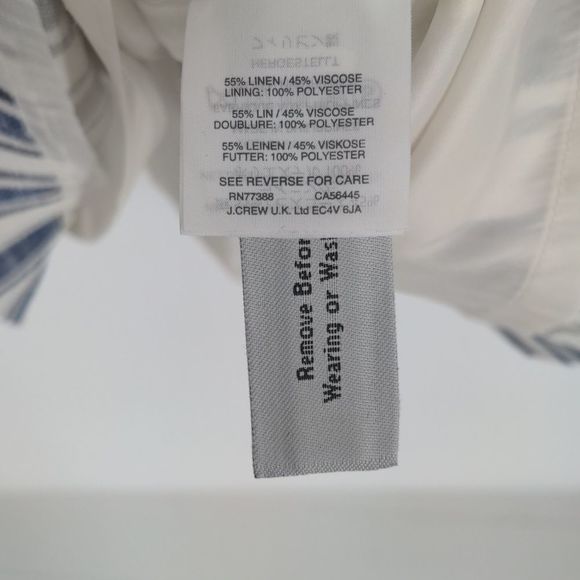 55% LINEN / 45% VISCOSE
LINING: 100% POLYESTER
55% LIN / 45% VISCOSE
DOUBLURE: 100% POLYESTER
55% LEINEN / 45% VISKOSE
FUTTER: 100% POLYESTER
SEE REVERSE FOR CARE
RN77388 CA56445
J.CREW U.K. Ltd EC4V 6JA
Remove Befor
Wearing or Was